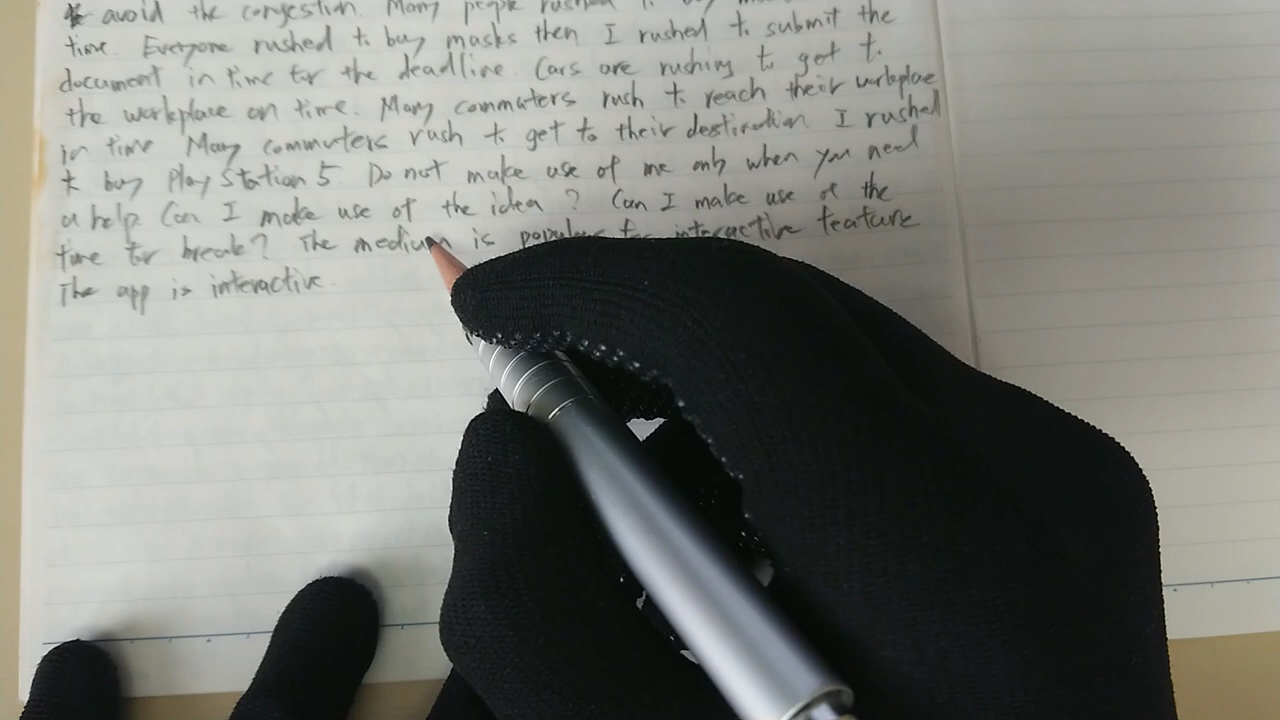 avoid the congestion. Many people rushed to buy
time. Everyone rushed to buy masks then I rushed to submit the
document in time for the deadline. Cars are rushing to get to
the workplace on time. Many commuters rush to reach their workplace
in time Many commuters rush to get to their destination. I rushed
to buy PlayStation 5. Do not make use of me only when you need
a help. Can I make use of the idea? Can I make use of the
time for break? The medium is popular for interactive feature
The app is interactive.